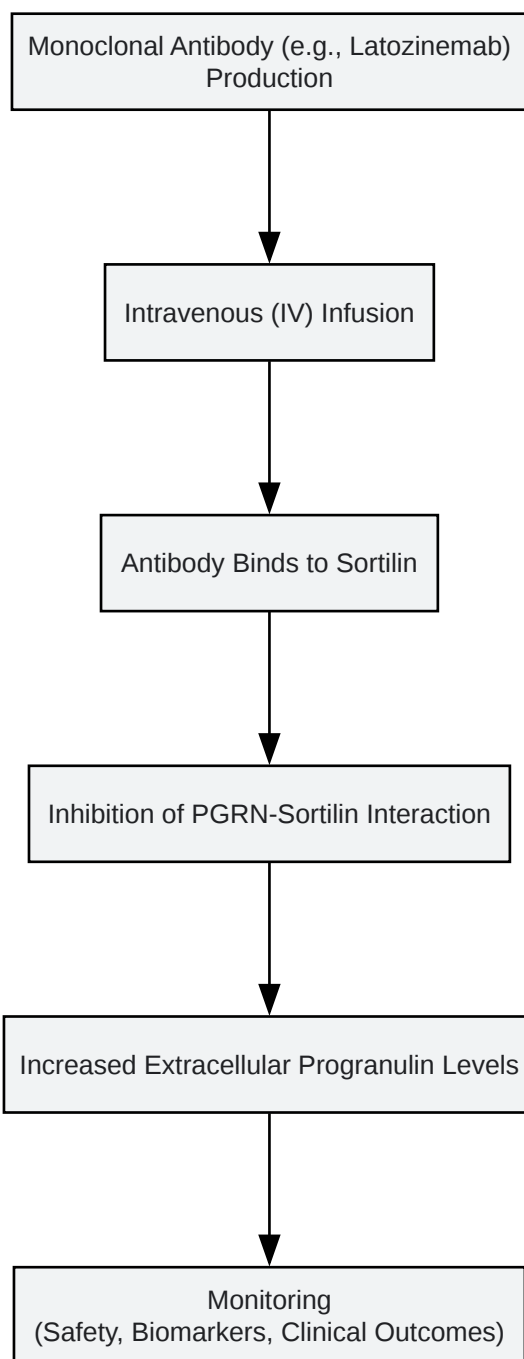 Monoclonal Antibody (e.g., Latozinemab)
Production
Intravenous (IV) Infusion
Antibody Binds to Sortilin
Inhibition of PGRN-Sortilin Interaction
Increased Extracellular Progranulin Levels
Monitoring
(Safety, Biomarkers, Clinical Outcomes)